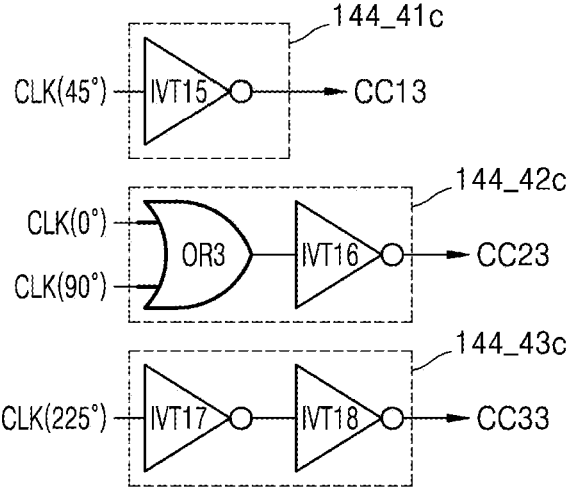 144_41c
CLK(45°) IVT15 CC13
144_42c
CLK(0°)
OR3 IVT16 CC23
CLK(90°)
144_43c
CLK(225°) IVT17 IVT18 CC33